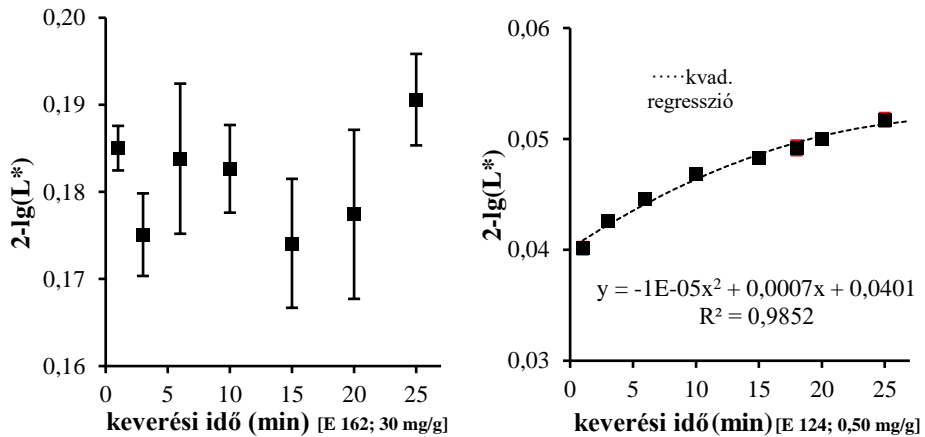 0,20
0,19
0,18
0,17
0,16
2-lg(L*)
0 5 10 15 20 25
keverési idő (min) [E 162; 30 mg/g]
0,06
0,05
0,04
0,03
2-lg(L*)
·····kvad.
regresszió
y = -1E-05x² + 0,0007x + 0,0401
R² = 0,9852
0 5 10 15 20 25
keverési idő (min) [E 124; 0,50 mg/g]